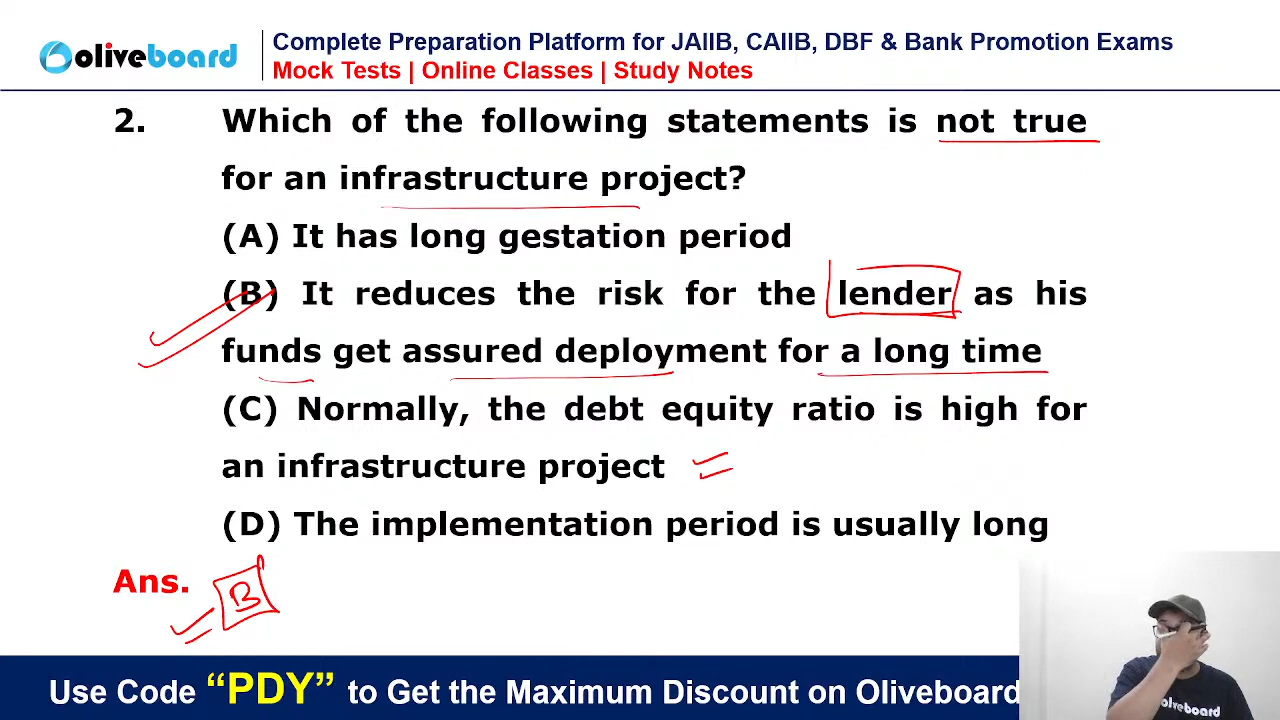 oliveboard
Complete Preparation Platform for JAIIB, CAIIB, DBF & Bank Promotion Exams
Mock Tests | Online Classes | Study Notes
2. Which of the following statements is not true
for an infrastructure project?
(A) It has long gestation period
(B) It reduces the risk for the lender as his
funds get assured deployment for a long time
(C) Normally, the debt equity ratio is high for
an infrastructure project
(D) The implementation period is usually long
Ans. B
Use Code “PDY” to Get the Maximum Discount on Oliveboard
oliveboard